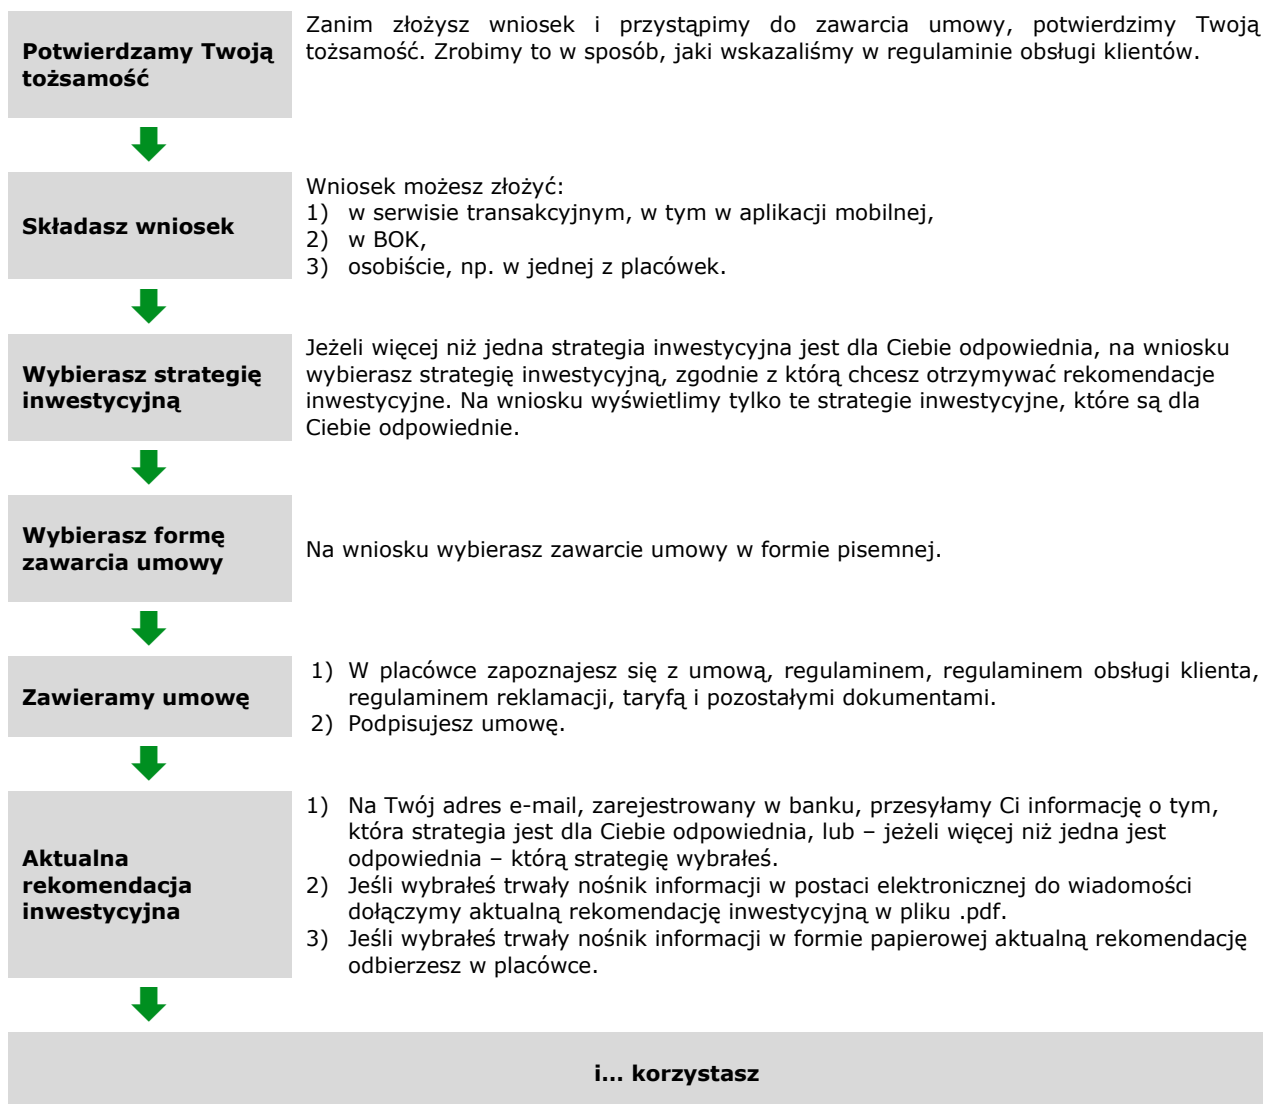 Potwierdzamy Twoją
tożsamość
Zanim złożysz wniosek i przystąpimy do zawarcia umowy, potwierdzimy Twoją
tożsamość. Zrobimy to w sposób, jaki wskazaliśmy w regulaminie obsługi klientów.
Składasz wniosek
Wniosek możesz złożyć:
1) w serwisie transakcyjnym, w tym w aplikacji mobilnej,
2) w BOK,
3) osobiście, np. w jednej z placówek.
Wybierasz strategię
inwestycyjną
Jeżeli więcej niż jedna strategia inwestycyjna jest dla Ciebie odpowiednia, na wniosku
wybierasz strategię inwestycyjną, zgodnie z którą chcesz otrzymywać rekomendacje
inwestycyjne. Na wniosku wyświetlimy tylko te strategie inwestycyjne, które są dla
Ciebie odpowiednie.
Wybierasz formę
zawarcia umowy
Na wniosku wybierasz zawarcie umowy w formie pisemnej.
Zawieramy umowę
1) W placówce zapoznajesz się z umową, regulaminem, regulaminem obsługi klienta,
regulaminem reklamacji, taryfą i pozostałymi dokumentami.
2) Podpisujesz umowę.
Aktualna
rekomendacja
inwestycyjna
1) Na Twój adres e-mail, zarejestrowany w banku, przesyłamy Ci informację o tym,
która strategia jest dla Ciebie odpowiednia, lub – jeżeli więcej niż jedna jest
odpowiednia – którą strategię wybrałeś.
2) Jeśli wybrałeś trwały nośnik informacji w postaci elektronicznej do wiadomości
dołączymy aktualną rekomendację inwestycyjną w pliku .pdf.
3) Jeśli wybrałeś trwały nośnik informacji w formie papierowej aktualną rekomendację
odbierzesz w placówce.
i... korzystasz